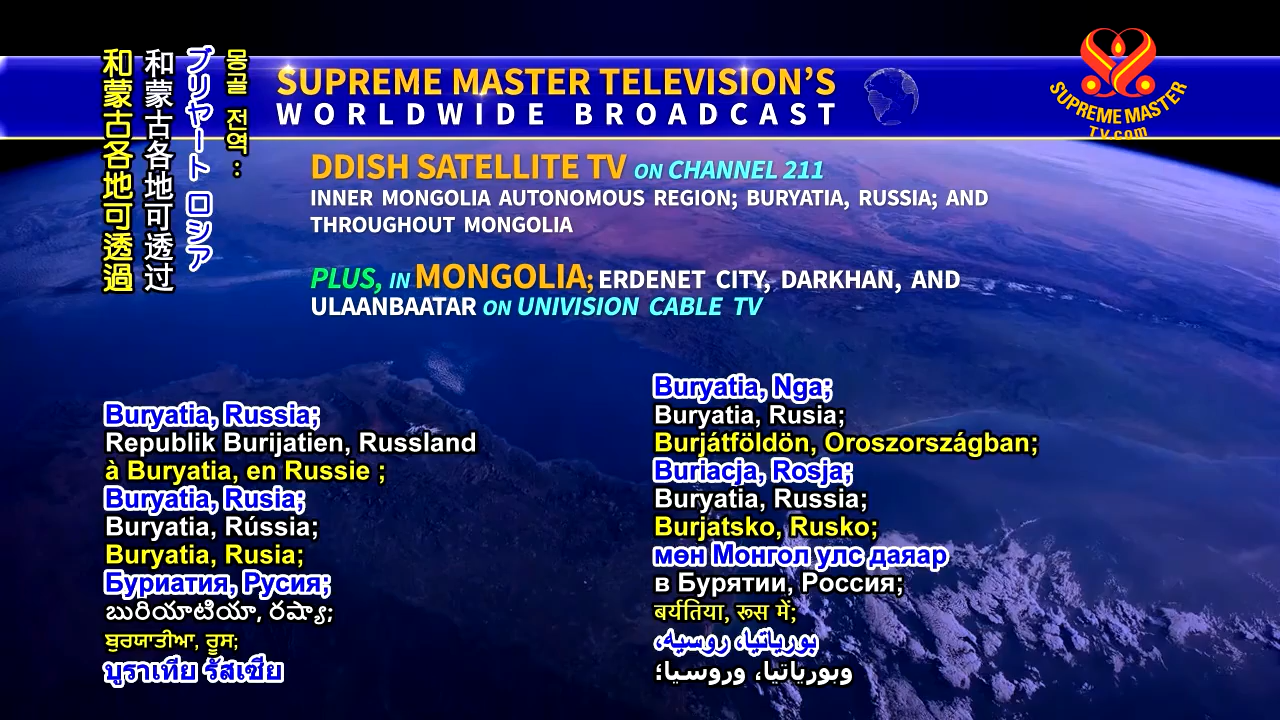 和蒙古各地可透過
和蒙古各地可透过
ブリヤート ロシア
몽골 전역 :
SUPREME MASTER TELEVISION'S
WORLDWIDE BROADCAST
SUPREME MASTER
TV.com
DDISH SATELLITE TV ON CHANNEL 211
INNER MONGOLIA AUTONOMOUS REGION; BURYATIA, RUSSIA; AND
THROUGHOUT MONGOLIA
PLUS, IN MONGOLIA; ERDENET CITY, DARKHAN, AND
ULAANBAATAR ON UNIVISION CABLE TV
Buryatia, Russia;
Republik Burijatien, Russland
à Buryatia, en Russie ;
Buryatia, Rusia;
Buryatia, Rússia;
Buryatia, Rusia;
Буриатия, Русия;
బురియాటియా, రష్యా;
ਬੁਰਯਾਤੀਆ, ਰੂਸ;
บูราเทีย รัสเซีย
Buryatia, Nga;
Buryatia, Rusia;
Burjátföldön, Oroszországban;
Buriacja, Rosja;
Buryatia, Russia;
Burjatsko, Rusko;
мөн Монгол улс даяар
в Бурятии, Россия;
बर्यतिया, रूस में;
بوریاتیا، روسیه،
وبورياتيا، وروسيا؛